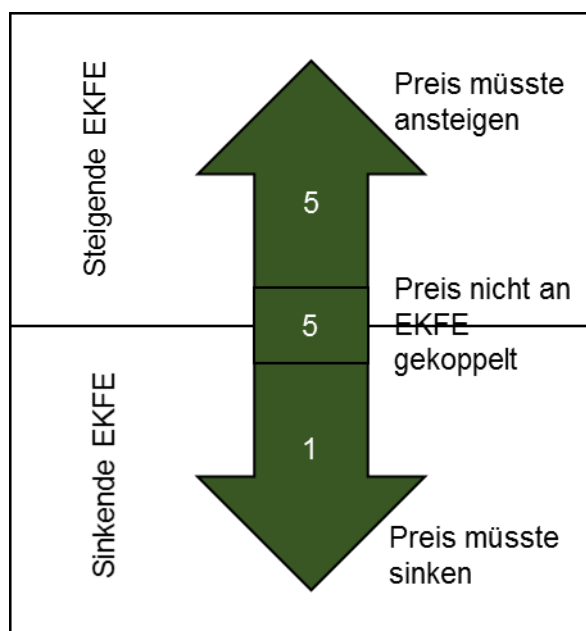 Steigende EKFE
Preis müsste
ansteigen
5
Preis nicht an
EKFE
gekoppelt
5
Sinkende EKFE
1
Preis müsste
sinken